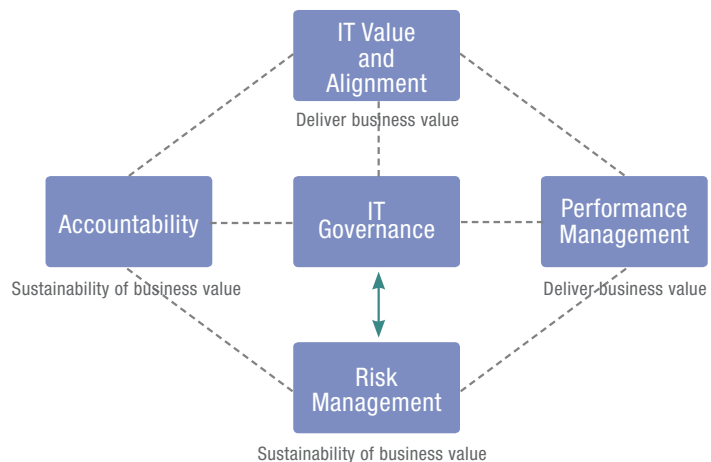 IT Value
and
Alignment
Deliver business value
Accountability
IT
Governance
Performance
Management
Sustainability of business value
Deliver business value
Risk
Management
Sustainability of business value